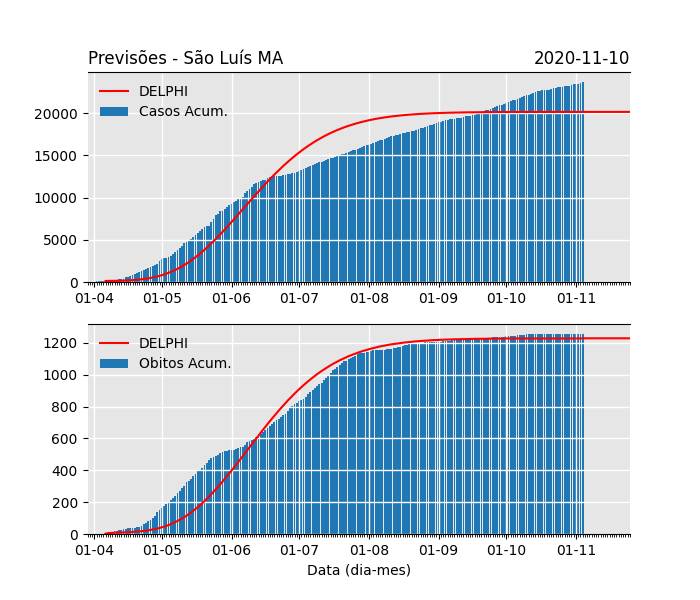 Previsões - São Luís MA 2020-11-10
DELPHI
Casos Acum.
20000
15000
10000
5000
0
01-04 01-05 01-06 01-07 01-08 01-09 01-10 01-11
DELPHI
Obitos Acum.
1200
1000
800
600
400
200
0
01-04 01-05 01-06 01-07 01-08 01-09 01-10 01-11
Data (dia-mes)